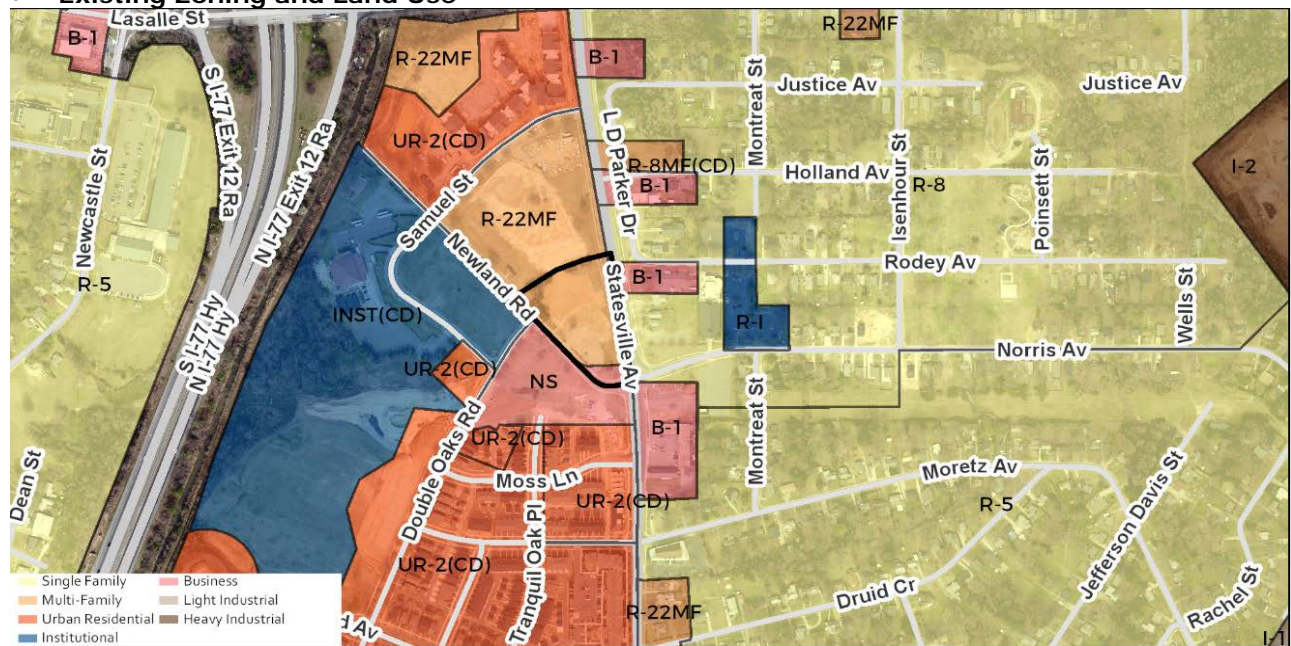 Existing Zoning and Land Use
Lasalle St
B-1
R-22MF
R-22MF
B-1
S I-77 Exit 12 Ra
N I-77 Exit 12 Ra
Justice Av
Justice Av
Montreat St
L D Parker Dr
UR-2(CD)
Newcastle St
Samuel St
R-8MF(CD)
Holland Av
R-8
Isenhour St
Poinsett St
I-2
B-1
R-22MF
Newland Rd
Rodey Av
B-1
Statesville Av
R-5
S I-77 Hy
N I-77 Hy
INST(CD)
R-I
Wells St
Norris Av
UR-2(CD)
NS
B-1
Montreat St
Double Oaks Rd
UR-2(CD)
Moss Ln
Moretz Av
UR-2(CD)
R-5
Jefferson Davis St
Dean St
Tranquil Oak Pl
UR-2(CD)
Druid Cr
R-22MF
Rachel St
d Av
I-1
Single Family
Multi-Family
Urban Residential
Institutional
Business
Light Industrial
Heavy Industrial